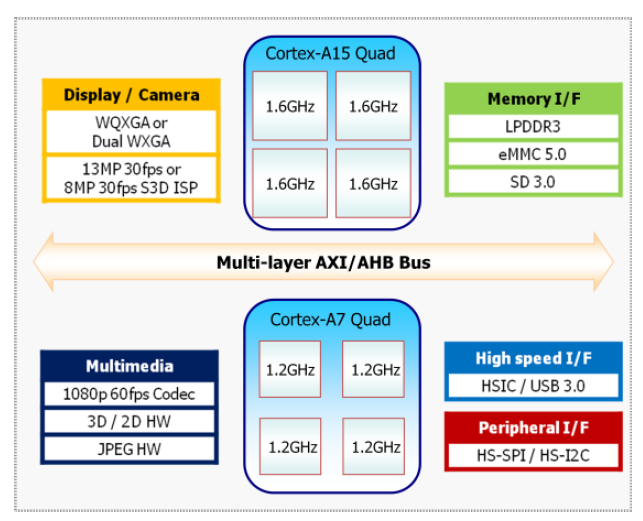 Cortex-A15 Quad
1.6GHz 1.6GHz
1.6GHz 1.6GHz
Display / Camera
WQXGA or
Dual WXGA
13MP 30fps or
8MP 30fps S3D ISP
Memory I/F
LPDDR3
eMMC 5.0
SD 3.0
Multi-layer AXI/AHB Bus
Cortex-A7 Quad
1.2GHz 1.2GHz
1.2GHz 1.2GHz
Multimedia
1080p 60fps Codec
3D / 2D HW
JPEG HW
High speed I/F
HSIC / USB 3.0
Peripheral I/F
HS-SPI / HS-I2C